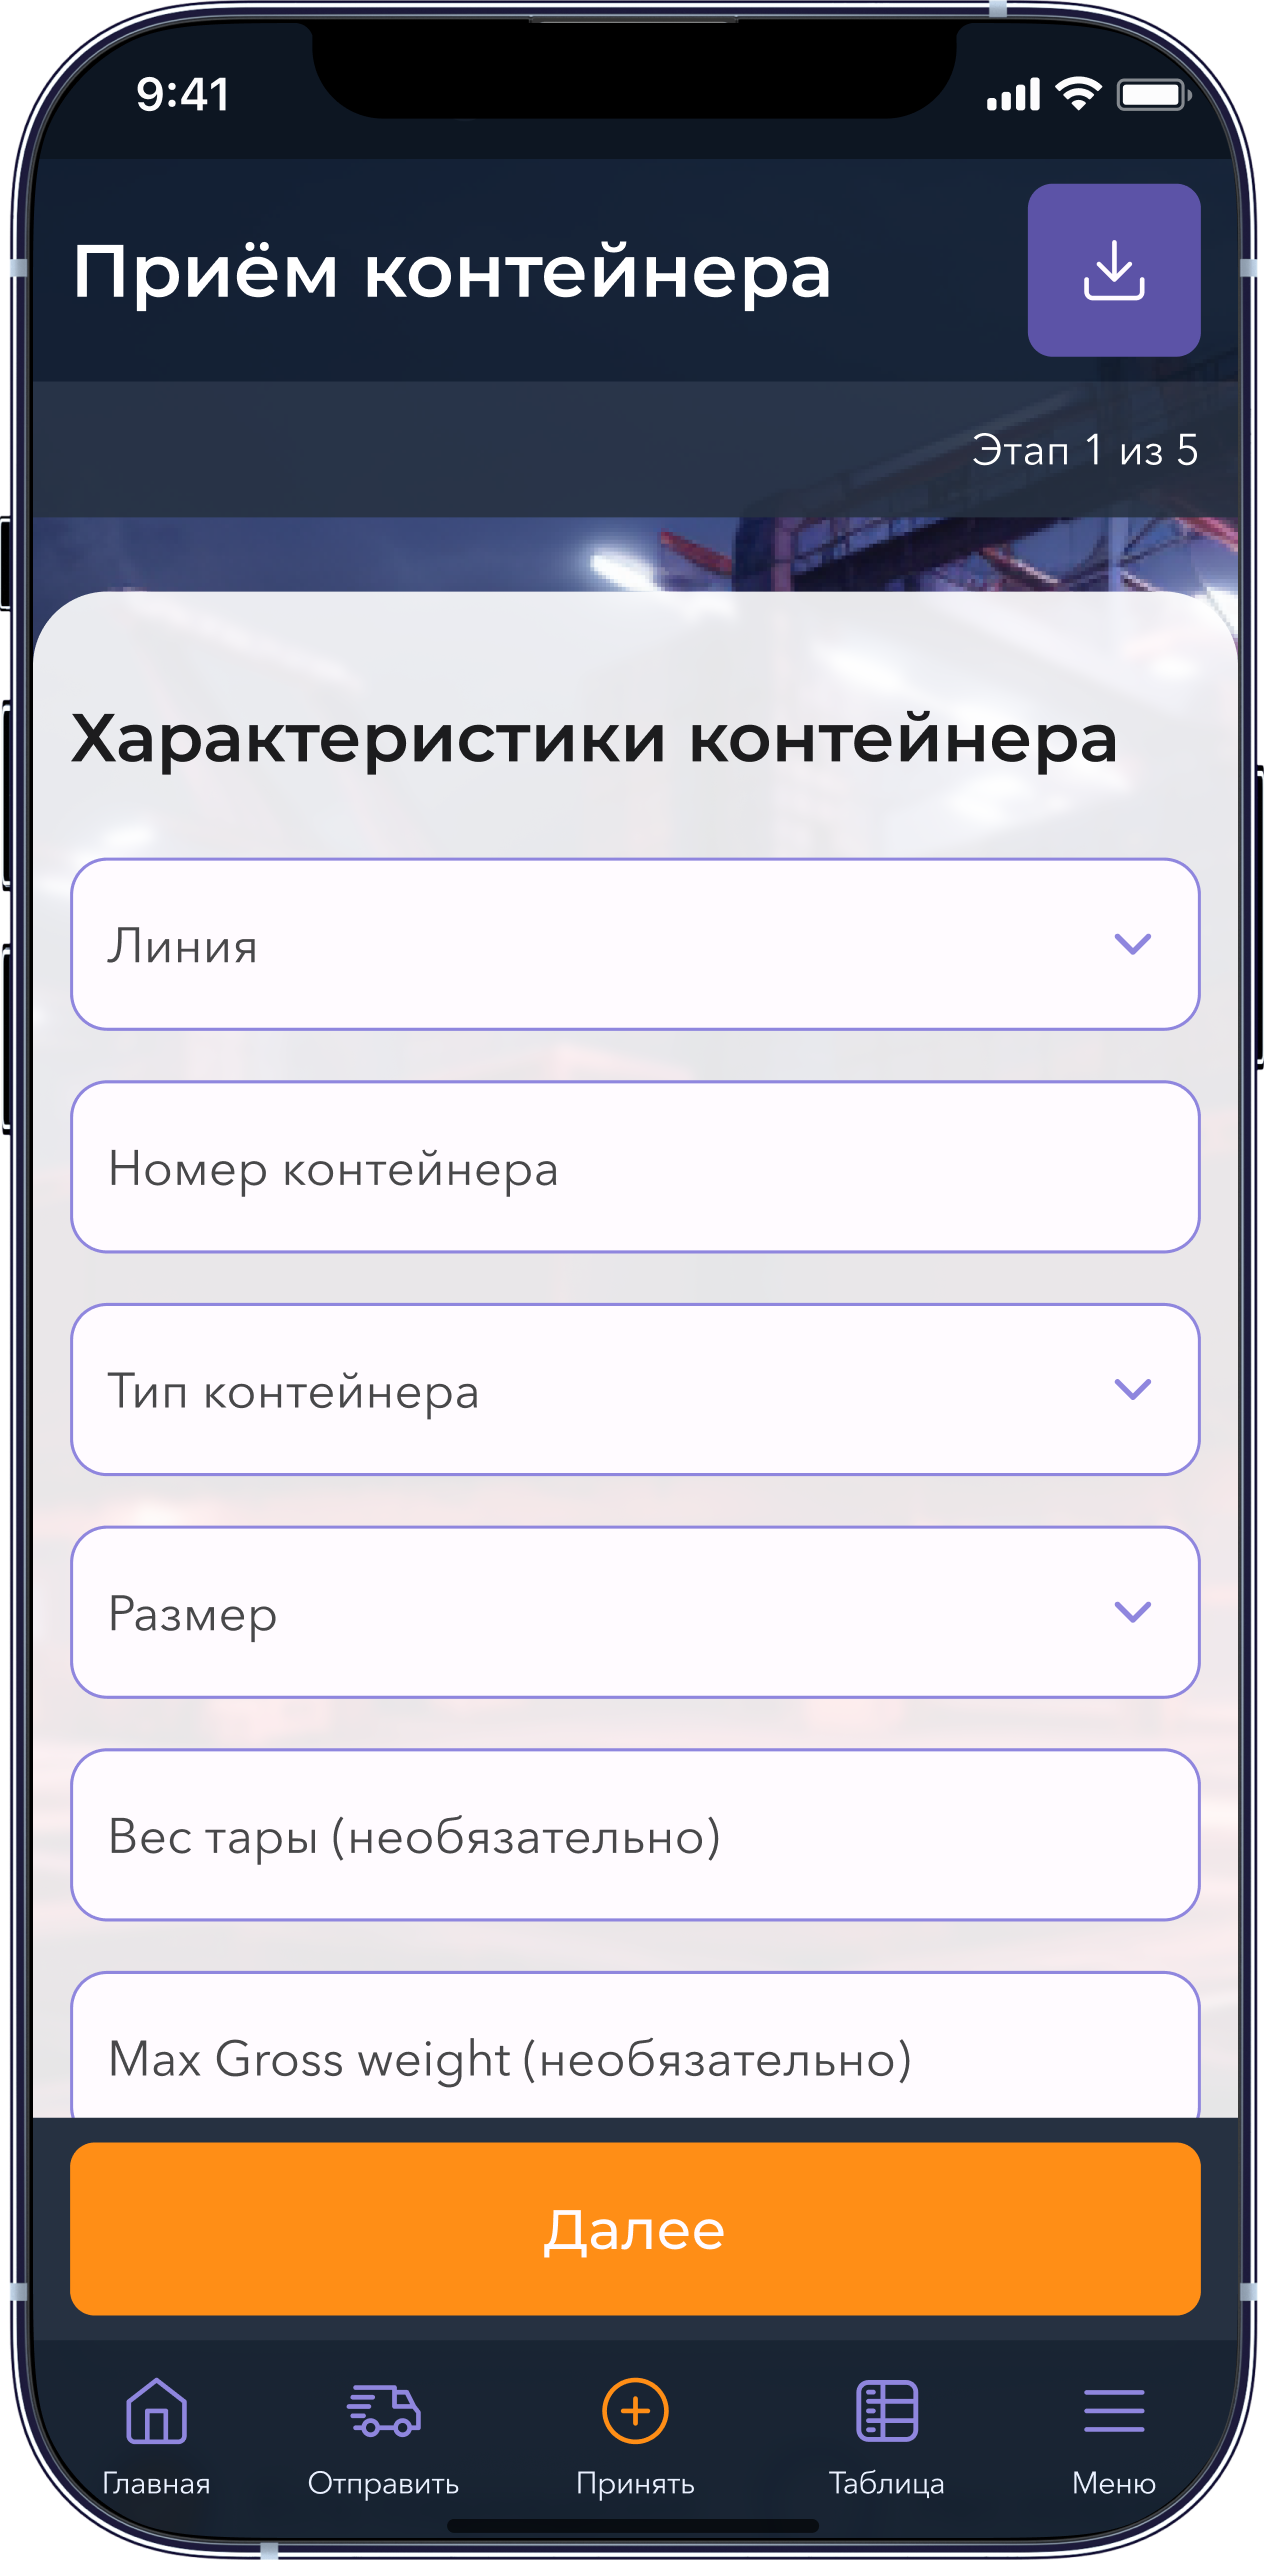 9:41
Приём контейнера
Этап 1 из 5
Характеристики контейнера
Линия
Номер контейнера
Тип контейнера
Размер
Вес тары (необязательно)
Max Gross weight (необязательно)
Далее
Главная
Отправить
Принять
Таблица
Меню